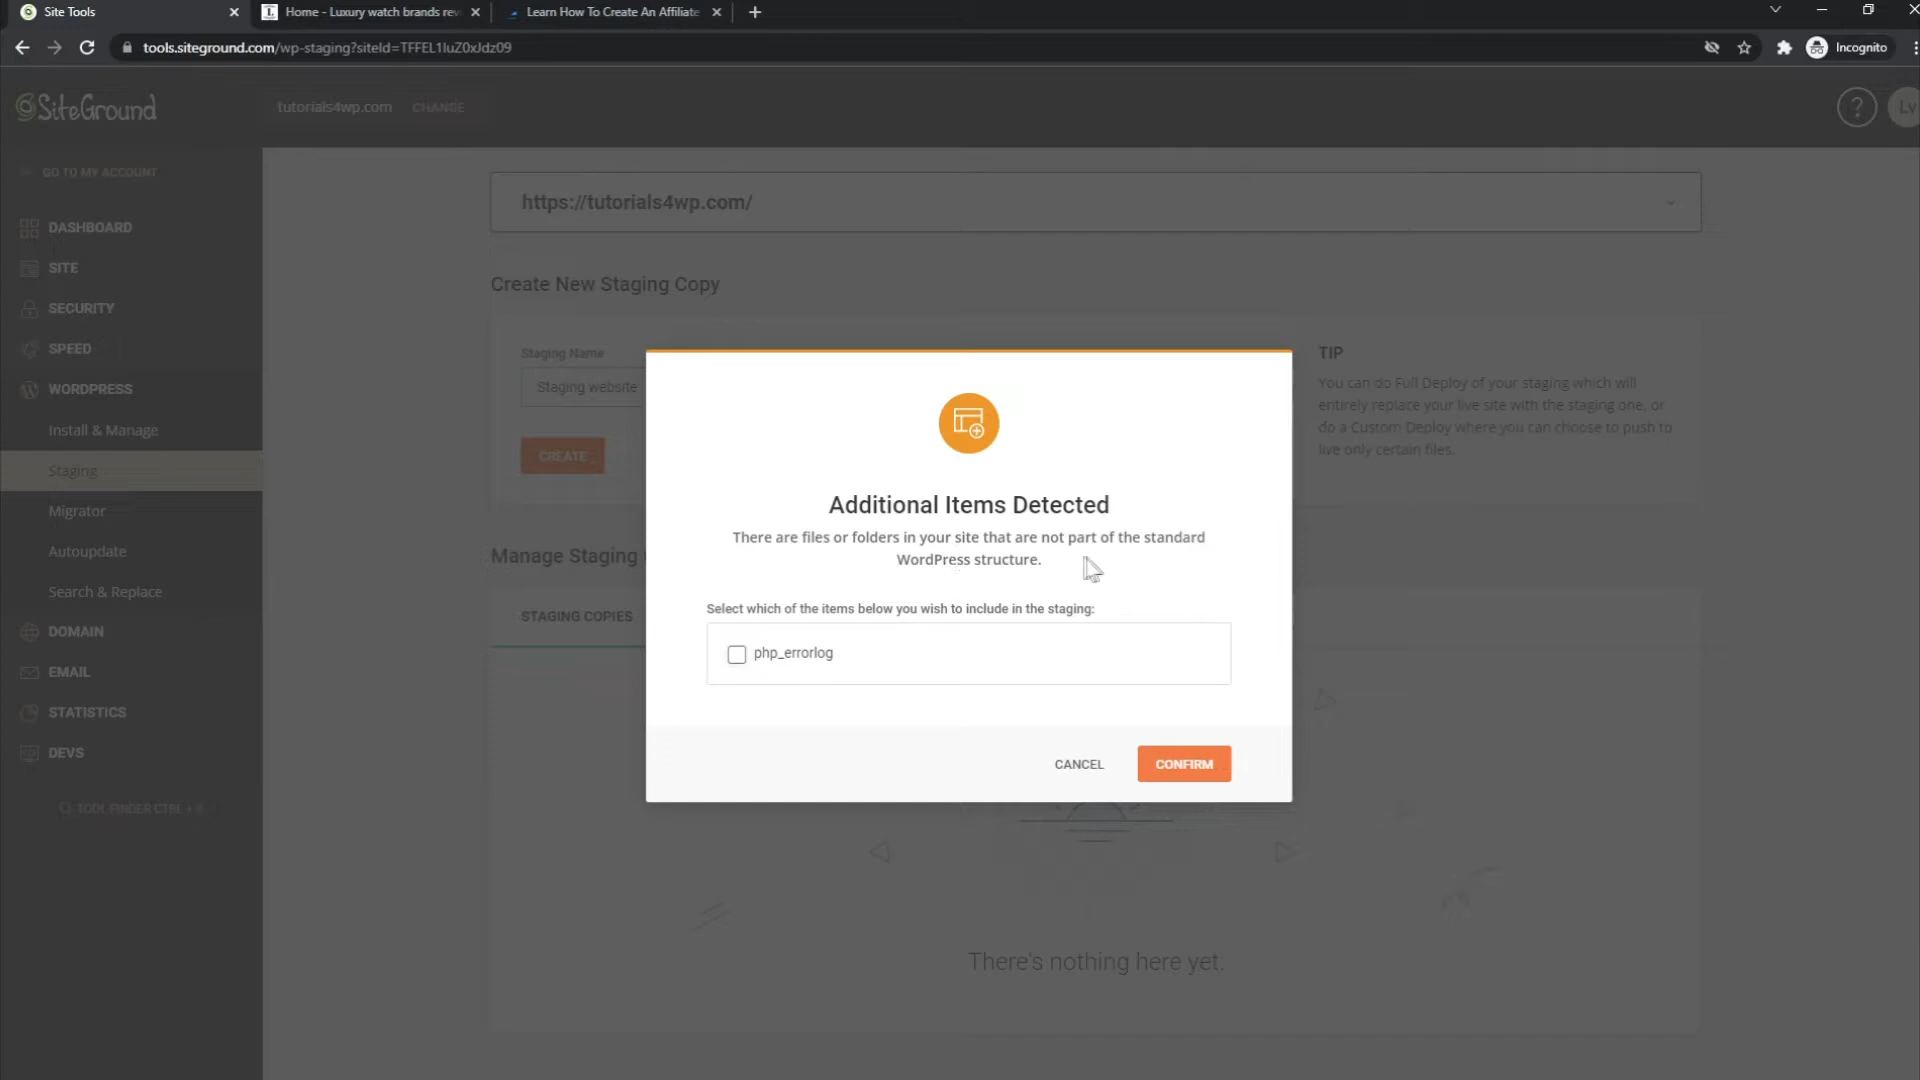 Site Tools
Home - Luxury watch brands rev
Learn How To Create An Affiliate
tools.siteground.com/wp-staging?siteId=TFFEL1luZ0xJdz09
Incognito
SiteGround
tutorials4wp.com
CHANGE
?
Lv
GO TO MY ACCOUNT
DASHBOARD
SITE
SECURITY
SPEED
WORDPRESS
Install & Manage
Staging
Migrator
Autoupdate
Search & Replace
DOMAIN
EMAIL
STATISTICS
DEVS
TOOL FINDER CTRL +
https://tutorials4wp.com/
Create New Staging Copy
Staging Name
Staging website
CREATE
TIP
You can do Full Deploy of your staging which will
entirely replace your live site with the staging one, or
do a Custom Deploy where you can choose to push to
live only certain files.
Manage Staging
STAGING COPIES
Additional Items Detected
There are files or folders in your site that are not part of the standard
WordPress structure.
Select which of the items below you wish to include in the staging:
php_errorlog
CANCEL
CONFIRM
There's nothing here yet.